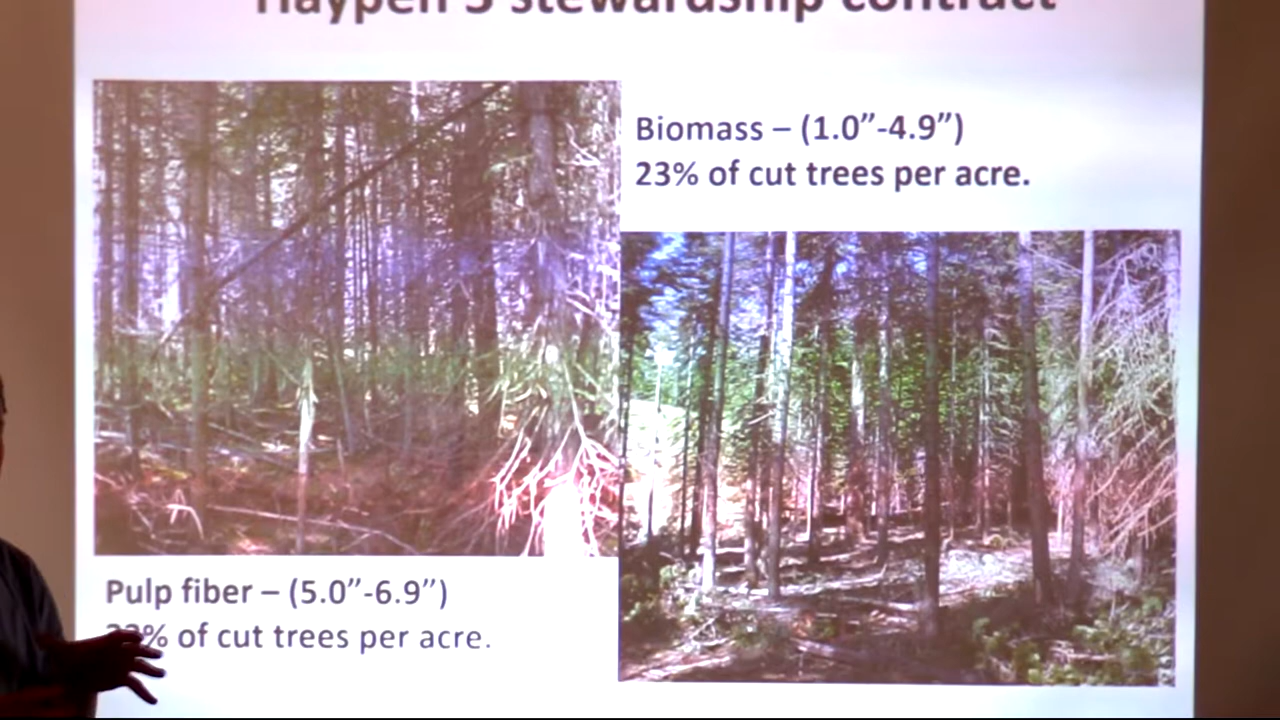 stewardship contract
Biomass – (1.0”-4.9”)
23% of cut trees per acre.
Pulp fiber – (5.0”-6.9”)
of cut trees per acre.